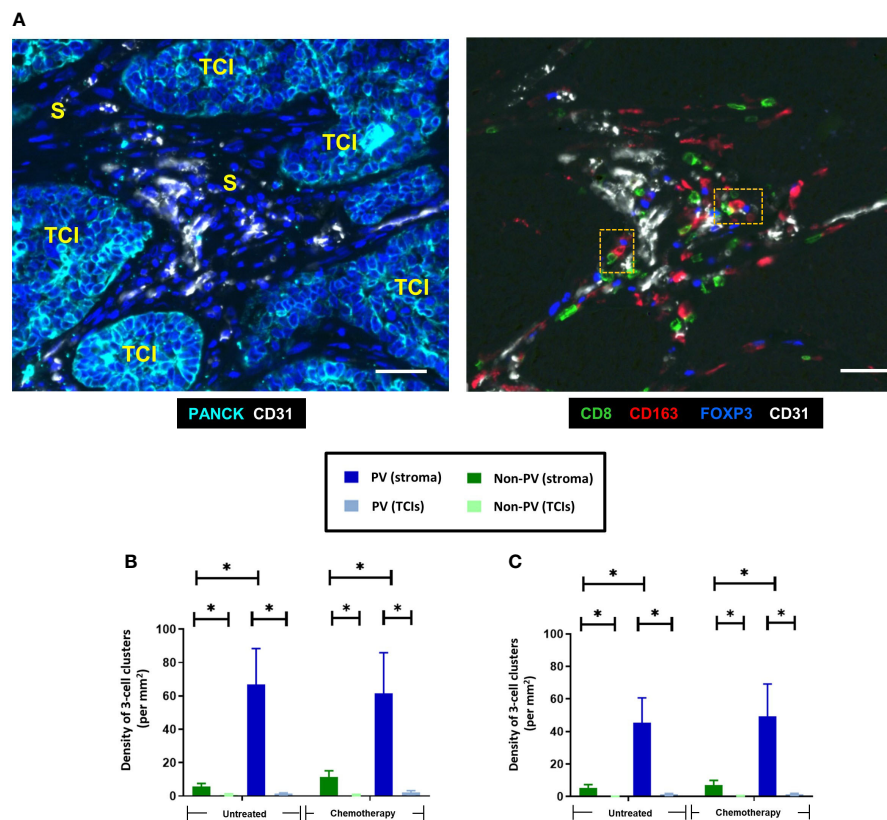 A
TCI
S
TCI
S
TCI
TCI
TCI
PANCK CD31
CD8 CD163 FOXP3 CD31
PV (stroma) Non-PV (stroma)
PV (TCIs) Non-PV (TCIs)
B
* *
* * * *
Density of 3-cell clusters
(per mm²)
100
80
60
40
20
0
Untreated Chemotherapy
C
* *
* * * *
Density of 3-cell clusters
(per mm²)
100
80
60
40
20
0
Untreated Chemotherapy